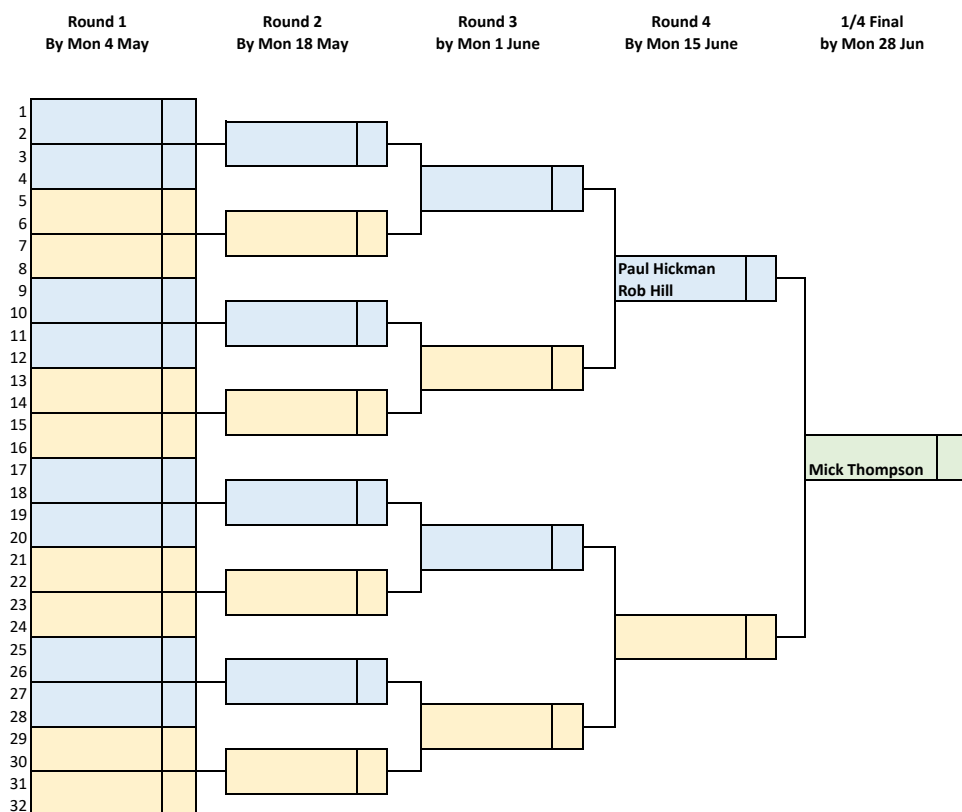 Round 1
By Mon 4 May
Round 2
By Mon 18 May
Round 3
by Mon 1 June
Round 4
By Mon 15 June
1/4 Final
by Mon 28 Jun
1
2
3
4
5
6
7
8
9
10
11
12
13
14
15
16
17
18
19
20
21
22
23
24
25
26
27
28
29
30
31
32
Paul Hickman
Rob Hill
Mick Thompson